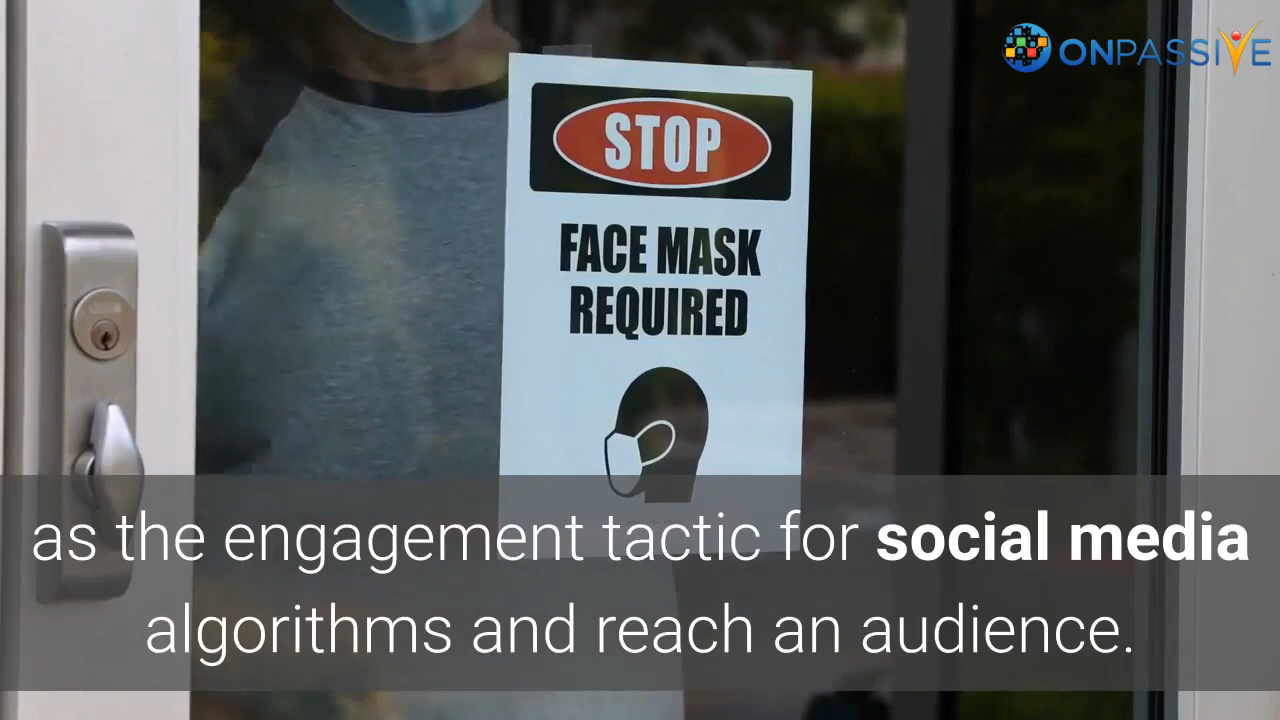 ONPASSIVE
STOP
FACE MASK
REQUIRED
as the engagement tactic for social media
algorithms and reach an audience.